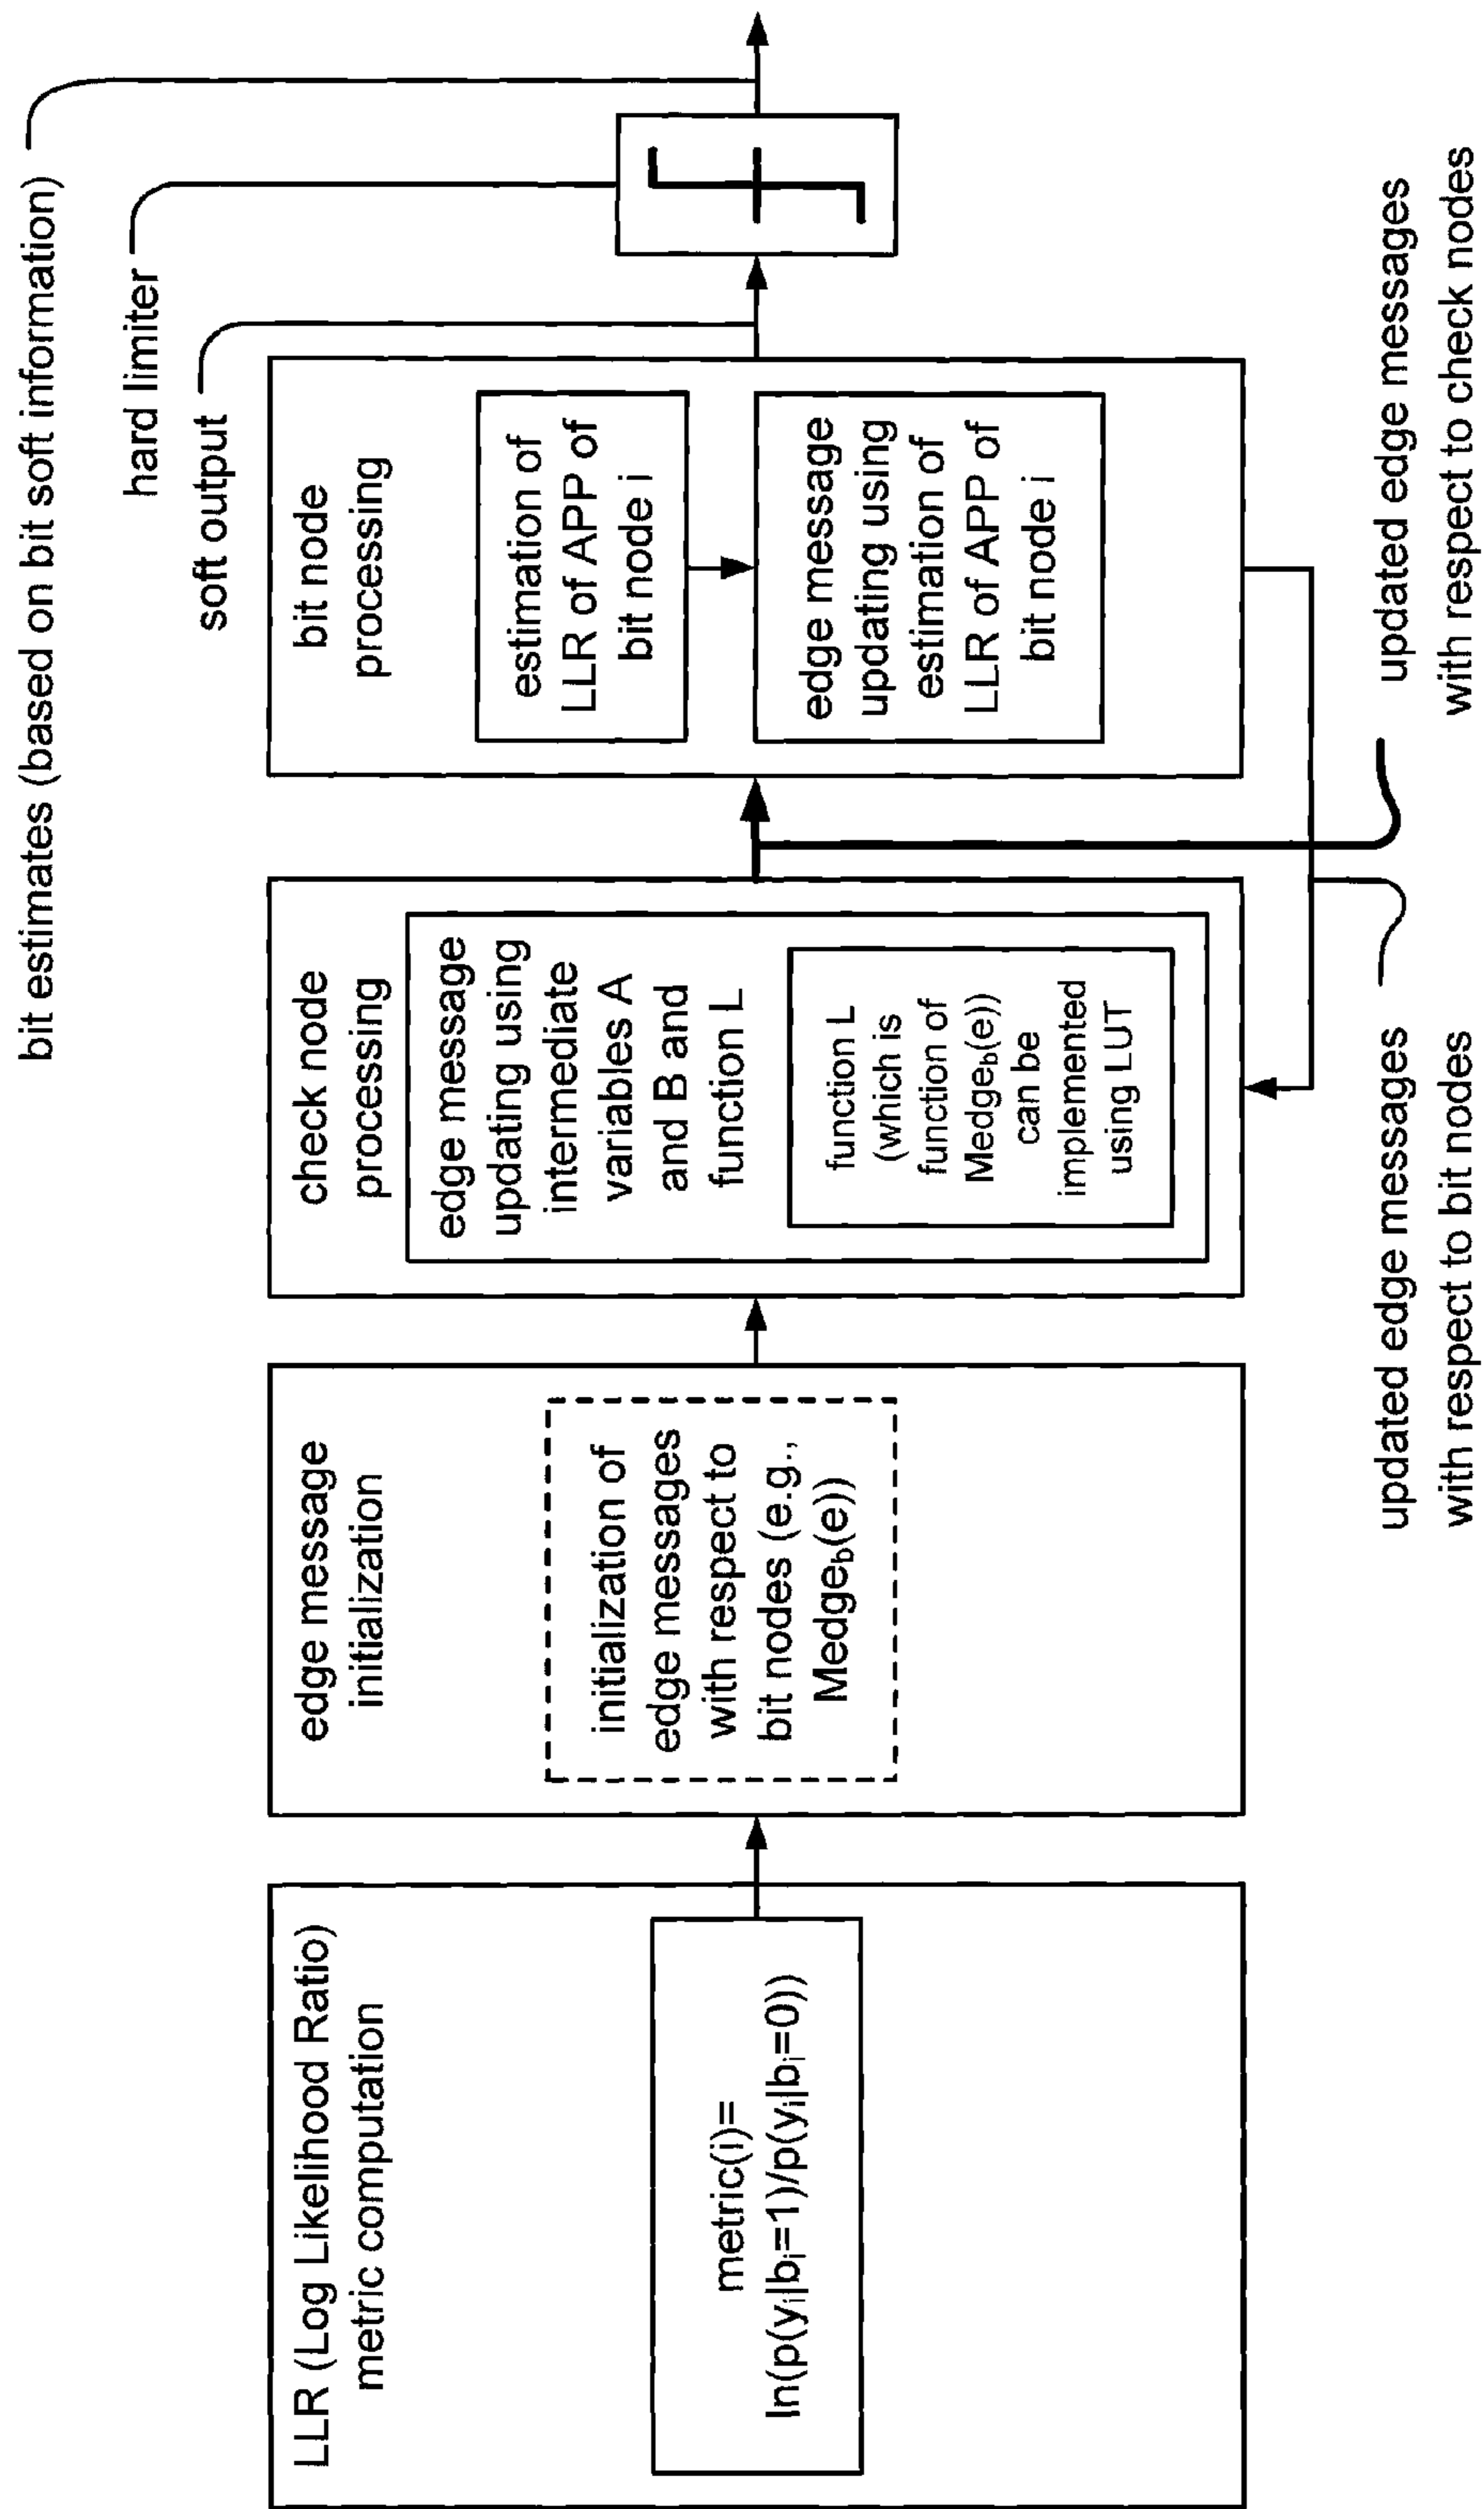 bit estimates (based on bit soft information)
hard limiter
soft output
LLR (Log Likelihood Ratio)
metric computation
metric(i)=
ln(p(yᵢ|bᵢ=1)/p(yᵢ|bᵢ=0))
edge message
initialization
initialization of
edge messages
with respect to
bit nodes (e.g.,
Medge_b(e))
check node
processing
edge message
updating using
intermediate
variables A
and B and
function L
function L
(which is
function of
Medge_b(e))
can be
implemented
using LUT
bit node
processing
estimation of
LLR of APP of
bit node i
edge message
updating using
estimation of
LLR of APP of
bit node i
updated edge messages
with respect to bit nodes
updated edge messages
with respect to check nodes